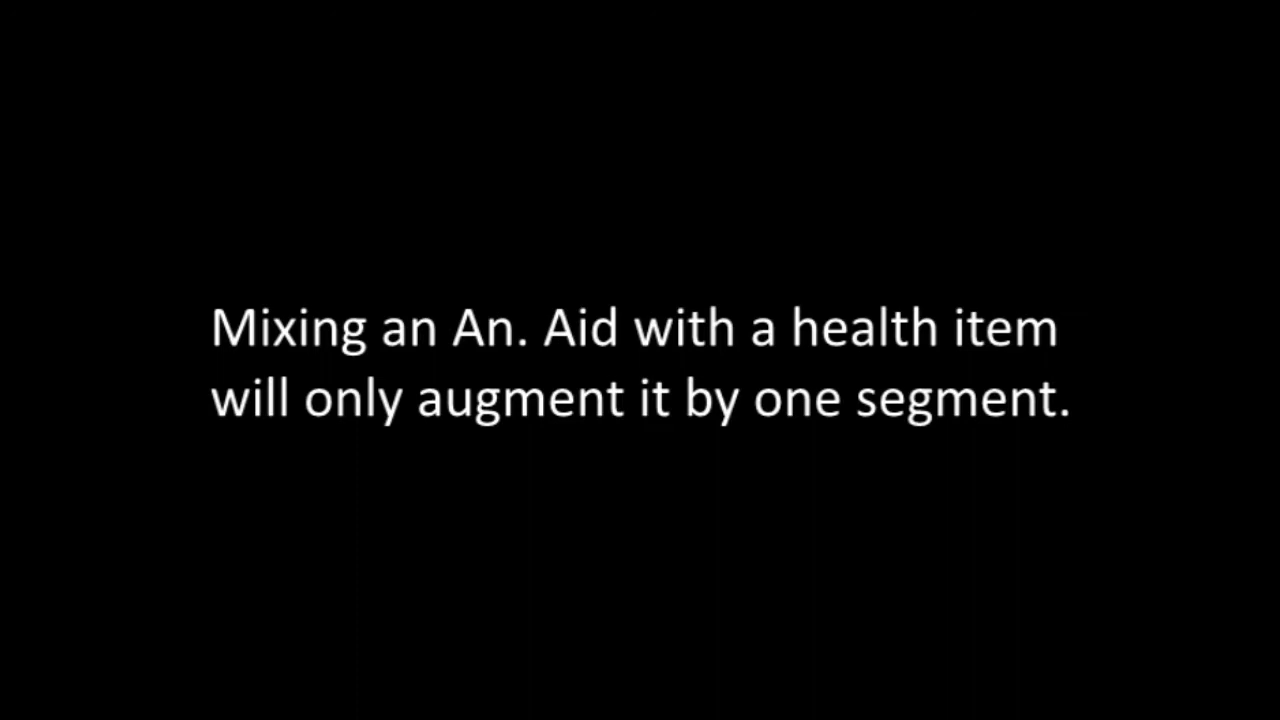 Mixing an An. Aid with a health item
will only augment it by one segment.